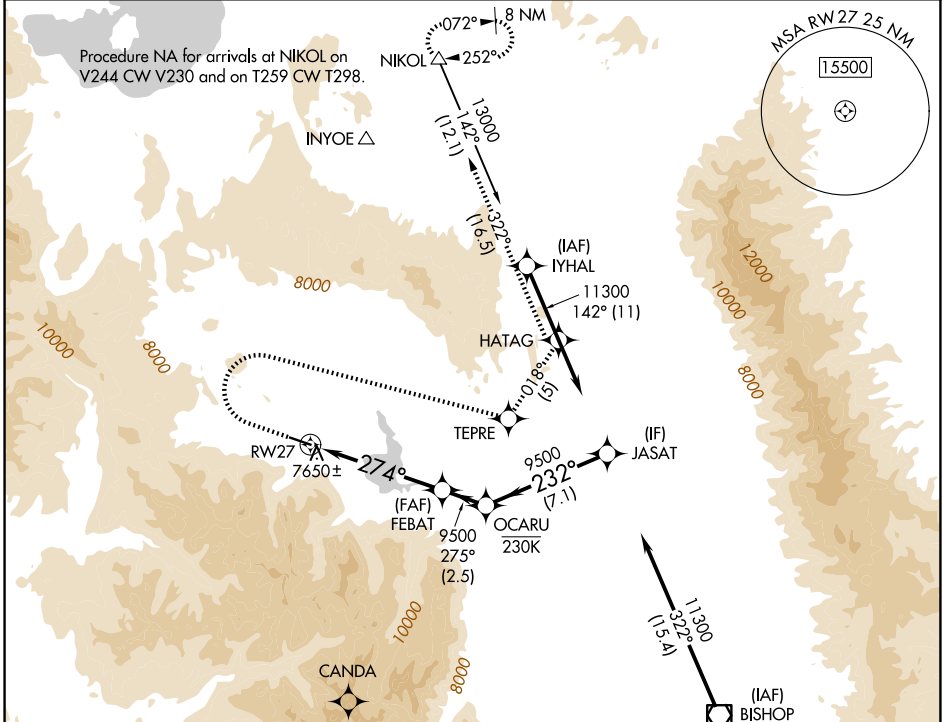 Procedure NA for arrivals at NIKOL on
V244 CW V230 and on T259 CW T298.
072°
8 NM
NIKOL
252°
MSA RW27 25 NM
15500
INYOE
13000
142°
(12.1)
322°
(16.5)
(IAF)
IYHAL
11300
142° (11)
HATAG
018°
(5)
TEPRE
8000
10000
8000
12000
10000
8000
RW27
7650±
274°
(FAF)
FEBAT
9500
275°
(2.5)
OCARU
230K
9500
232°
(7.1)
(IF)
JASAT
10000
8000
CANDA
11300
322°
(15.4)
(IAF)
BISHOP